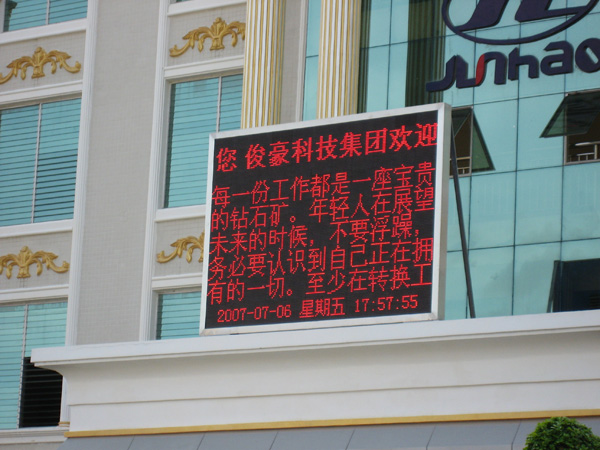 JUNhao
您 俊豪科技集团欢迎
每一份工作都是一座宝贵
的钻石矿。年轻人在展望
未来的时候，不要浮躁，
务必要认识到自己正在拥
有的一切。至少在转换工
2007-07-06 星期五 17:57:55